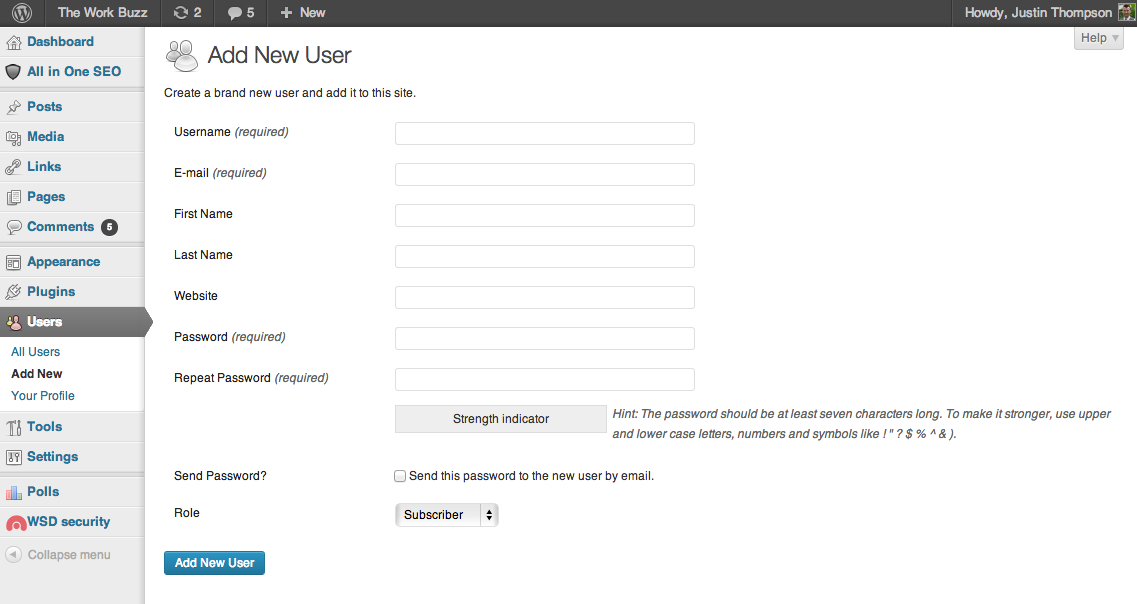 The Work Buzz 2 5 + New Howdy, Justin Thompson
Help
Dashboard
All in One SEO
Posts
Media
Links
Pages
Comments 5
Appearance
Plugins
Users
All Users
Add New
Your Profile
Tools
Settings
Polls
WSD security
Collapse menu
Add New User
Create a brand new user and add it to this site.
Username (required)
E-mail (required)
First Name
Last Name
Website
Password (required)
Repeat Password (required)
Strength indicator
Hint: The password should be at least seven characters long. To make it stronger, use upper
and lower case letters, numbers and symbols like ! " ? $ % ^ & ).
Send Password? Send this password to the new user by email.
Role Subscriber
Add New User